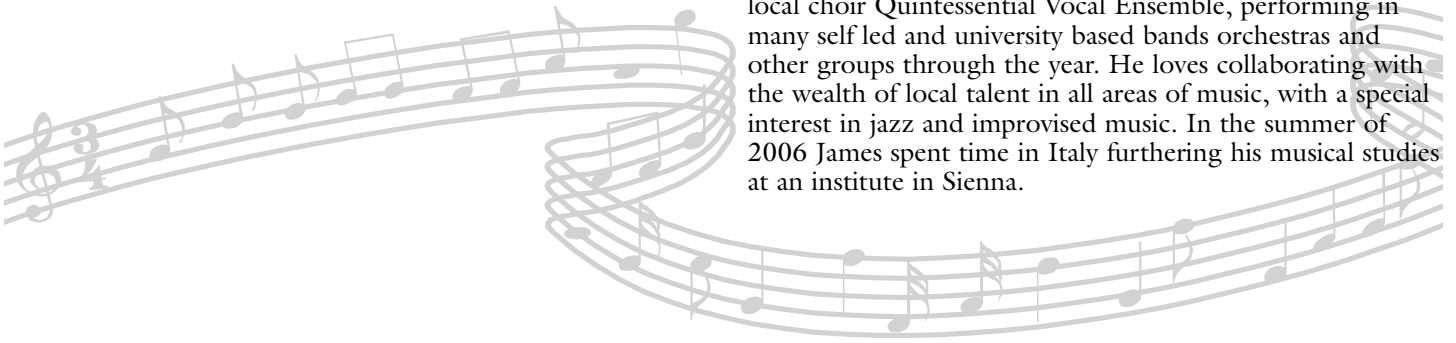 local choir Quintessential Vocal Ensemble, performing in
many self led and university based bands orchestras and
other groups through the year. He loves collaborating with
the wealth of local talent in all areas of music, with a special
interest in jazz and improvised music. In the summer of
2006 James spent time in Italy furthering his musical studies
at an institute in Sienna.
3
4